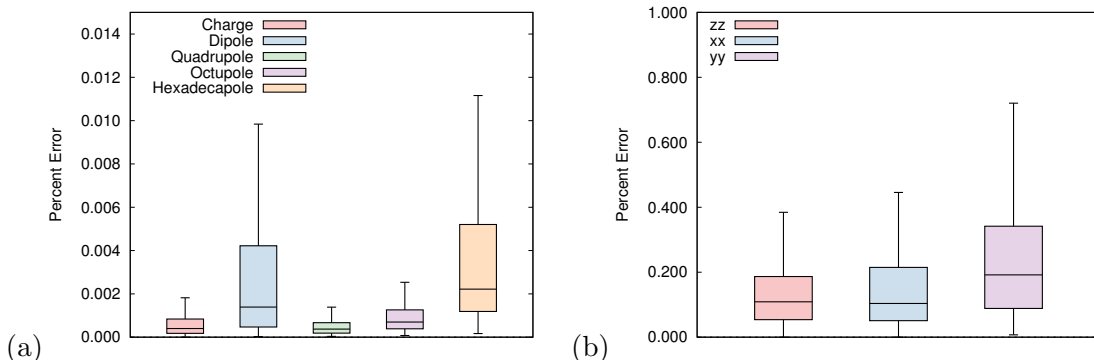 0.014
0.012
0.010
0.008
0.006
0.004
0.002
0.000
Percent Error
Charge
Dipole
Quadrupole
Octupole
Hexadecapole
(a)
1.000
0.800
0.600
0.400
0.200
0.000
Percent Error
zz
xx
yy
(b)